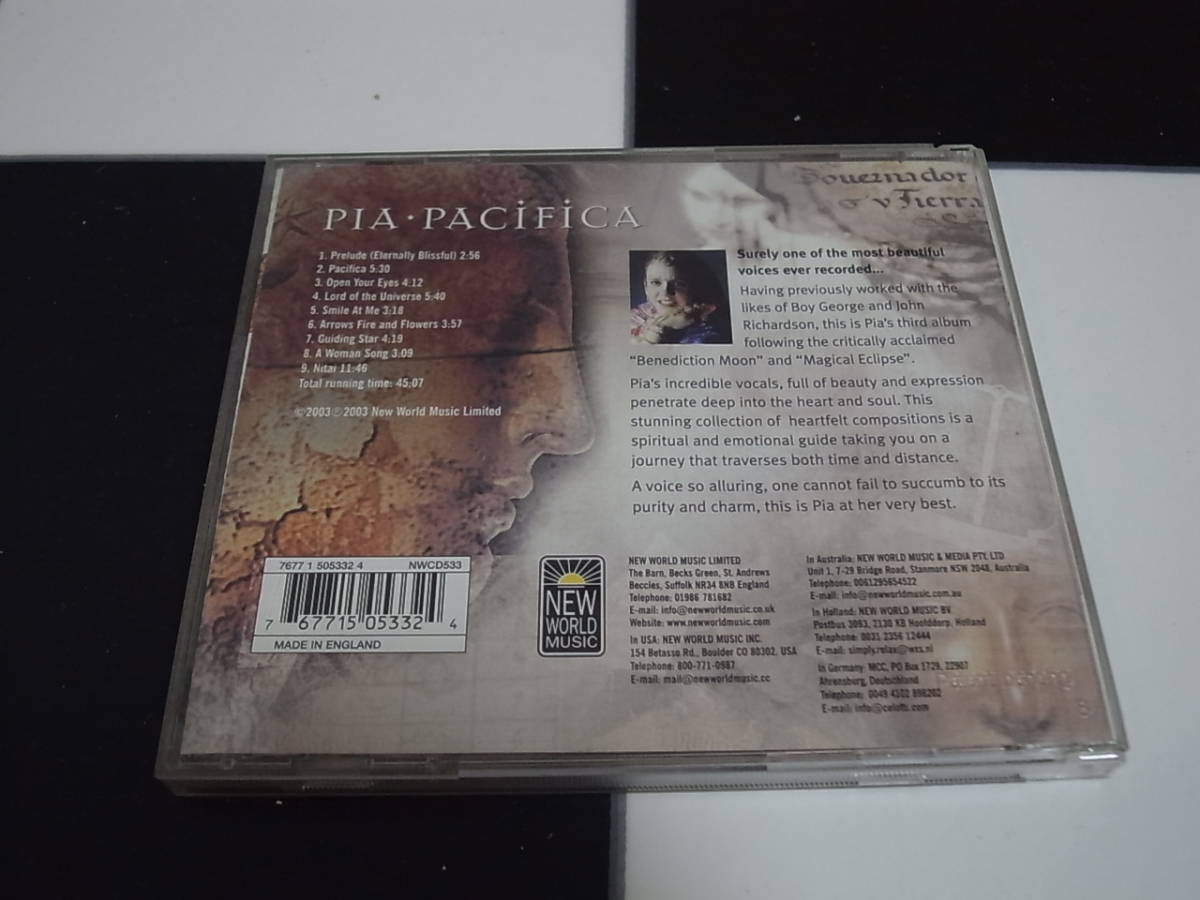 Governador
y Tierra
PIA · PACIFICA
1. Prelude (Eternally Blissful) 2:56
2. Pacifica 5:30
3. Open Your Eyes 4:12
4. Lord of the Universe 5:40
5. Smile At Me 3:18
6. Arrows Fire and Flowers 3:57
7. Guiding Star 4:19
8. A Woman Song 3.09
9. Nitai 11:46
Total running time: 45.07
©2003 ℗2003 New World Music Limited
Surely one of the most beautiful
voices ever recorded...
Having previously worked with the
likes of Boy George and John
Richardson, this is Pia's third album
following the critically acclaimed
"Benediction Moon" and "Magical Eclipse".
Pia's incredible vocals, full of beauty and expression
penetrate deep into the heart and soul. This
stunning collection of heartfelt compositions is a
spiritual and emotional guide taking you on a
journey that traverses both time and distance.
A voice so alluring, one cannot fail to succumb to its
purity and charm, this is Pia at her very best.
7677 1 505332 4 NWCD533
7 67715 05332 4
MADE IN ENGLAND
NEW
WORLD
MUSIC
NEW WORLD MUSIC LIMITED
The Barn, Becks Green, St. Andrews
Beccles, Suffolk NR34 8NB England
Telephone: 01986 781682
E-mail: info@newworldmusic.co.uk
Website: www.newworldmusic.com
In USA: NEW WORLD MUSIC INC.
154 Betasso Rd., Boulder CO 80302, USA
Telephone: 800-771-0987
E-mail: mail@newworldmusic.cc
In Australia: NEW WORLD MUSIC & MEDIA PTY. LTD
Unit 1, 7-29 Bridge Road, Stanmore NSW 2048, Australia
Telephone: 0061295654522
E-mail: info@newworldmusic.com.au
In Holland: NEW WORLD MUSIC BV
Postbus 3093, 2130 KB Hoofddorp, Holland
Telephone: 0031 2356 12444
E-mail: simply.relax@wxs.nl
In Germany: MCC, PO Box 1729, 22907
Ahrensburg, Deutschland
Telephone: 0049 4102 898202
E-mail: info@celotti.com